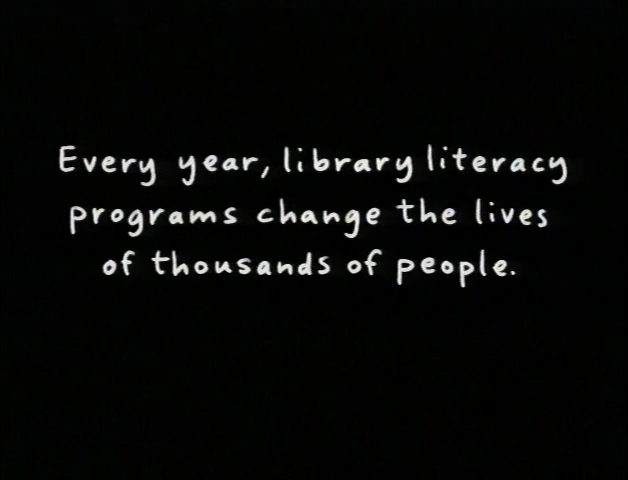 Every year, library literacy
programs change the lives
of thousands of people.